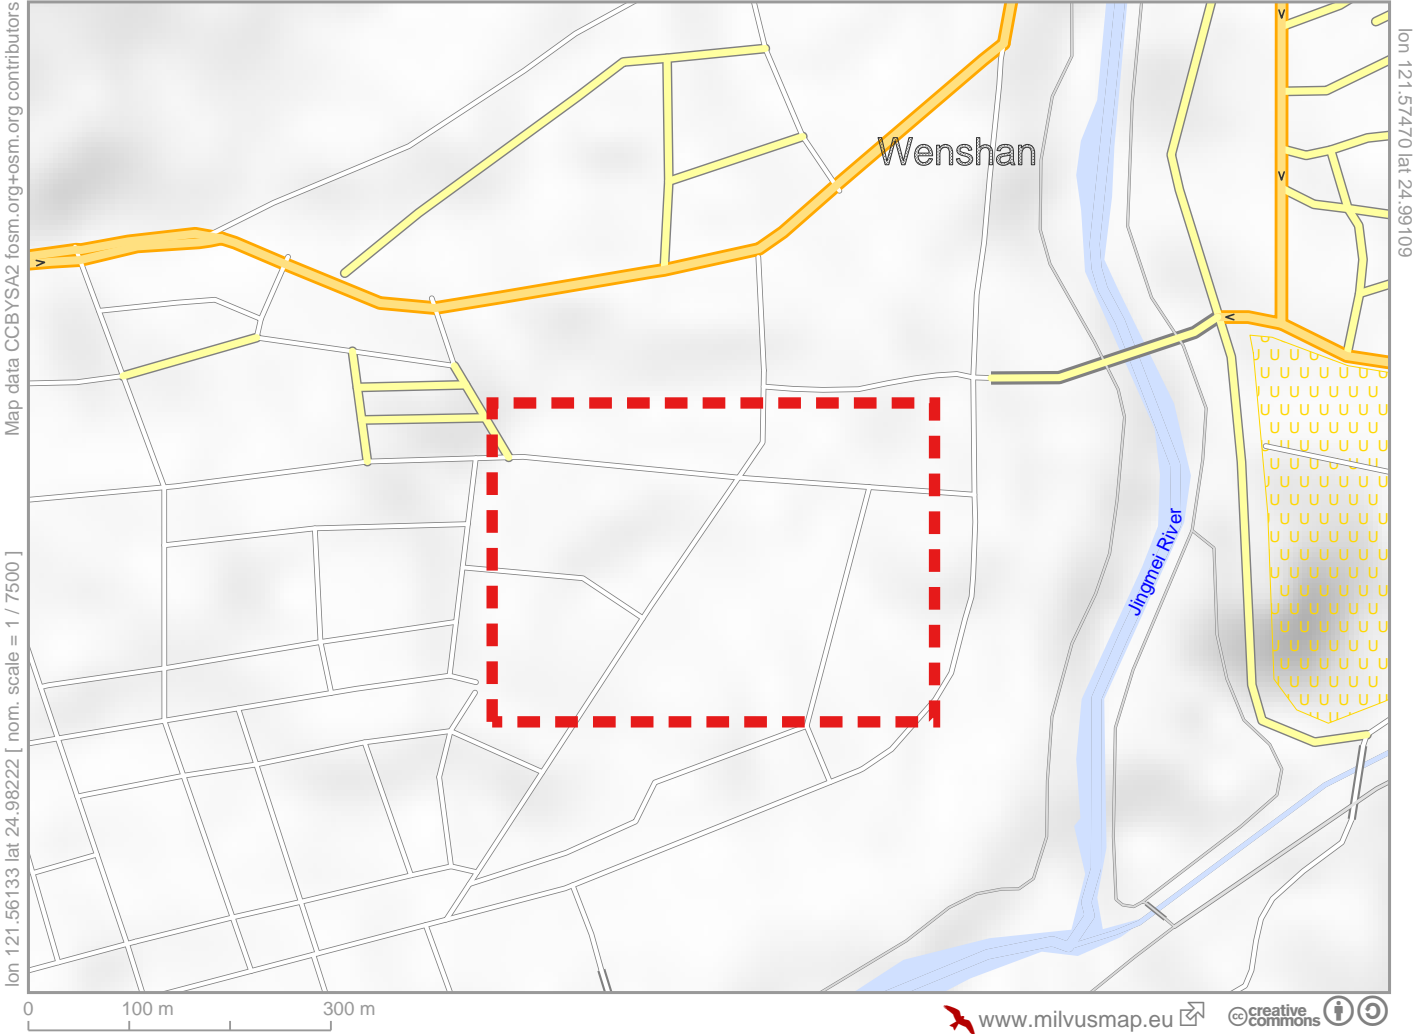 Map data CCBYSA2 fosm.org+osm.org contributors
lon 121.56133 lat 24.98222 [ nom. scale = 1 / 7500 ]
lon 121.57470 lat 24.99109
Wenshan
Jingmei River
0 100 m 300 m
www.milvusmap.eu
cc creative commons